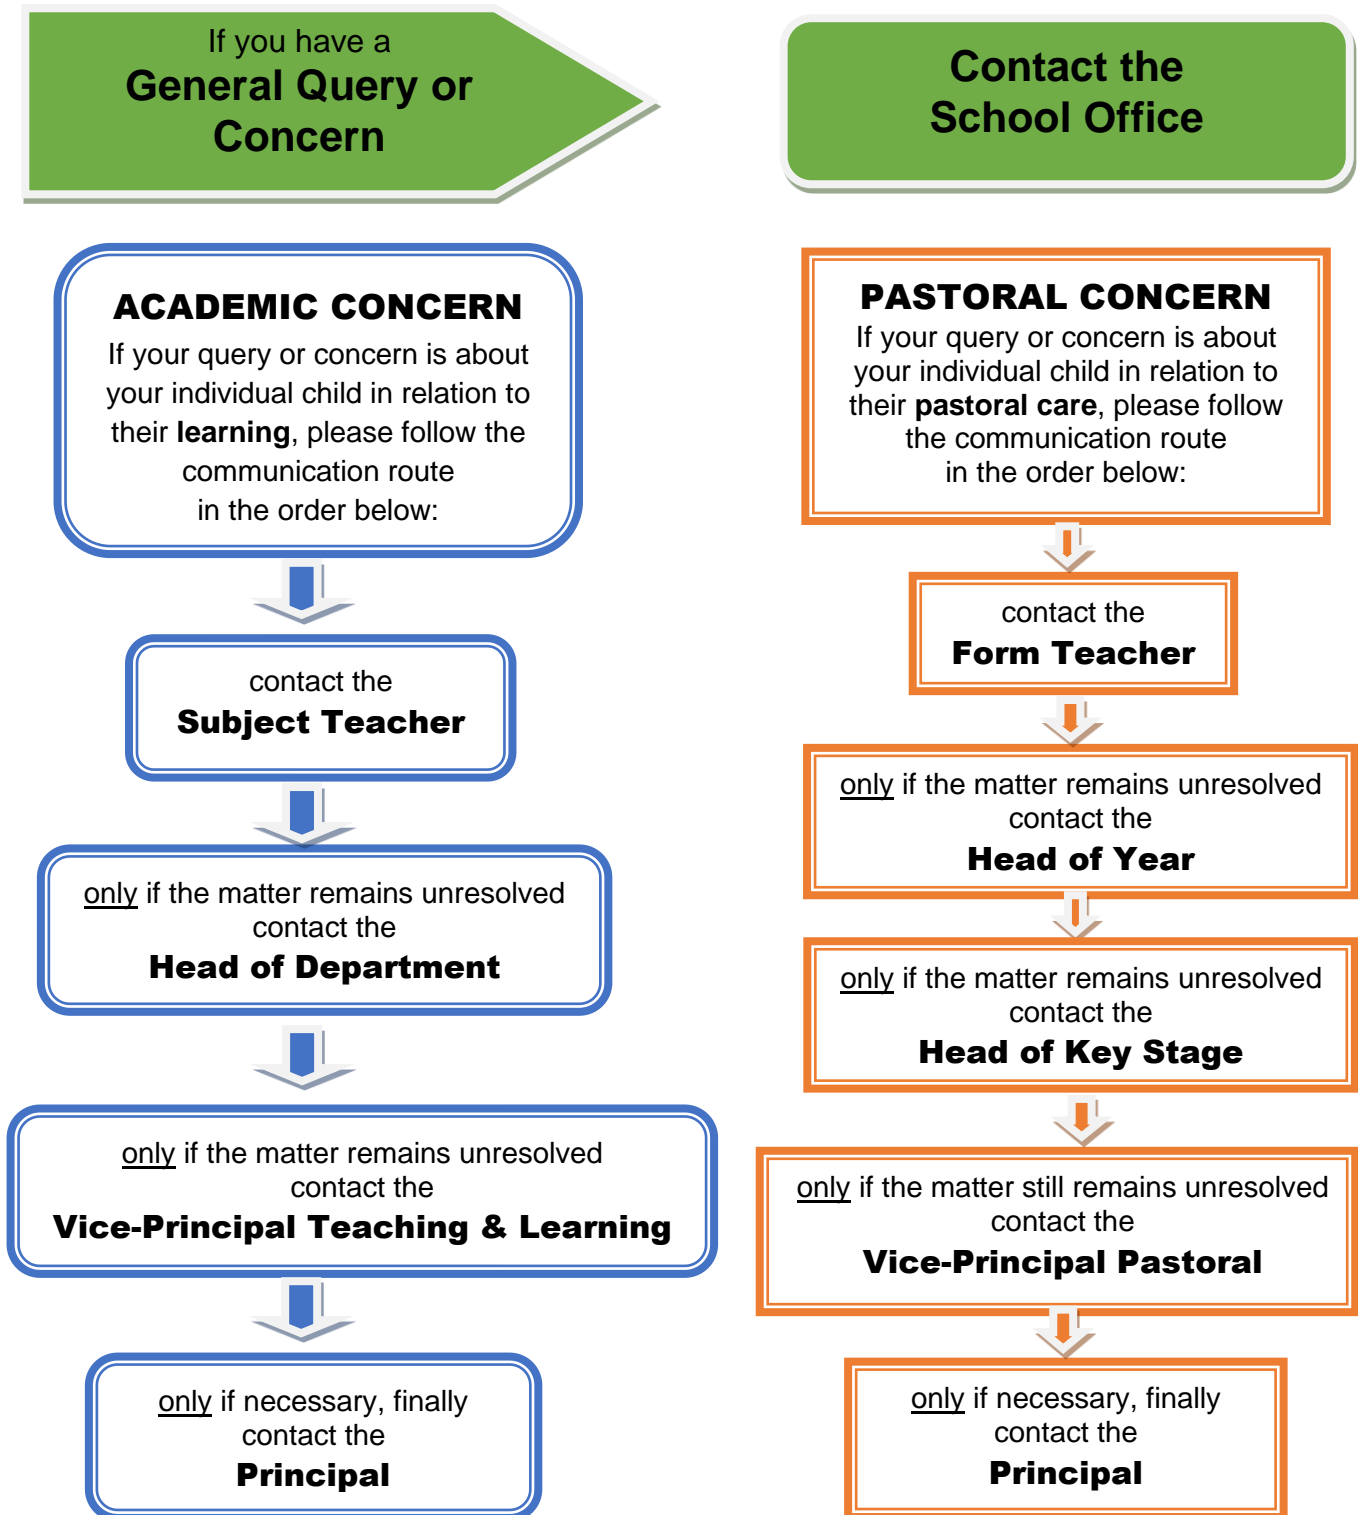 If you have a
General Query or
Concern
Contact the
School Office
ACADEMIC CONCERN
If your query or concern is about
your individual child in relation to
their learning, please follow the
communication route
in the order below:
contact the
Subject Teacher
only if the matter remains unresolved
contact the
Head of Department
only if the matter remains unresolved
contact the
Vice-Principal Teaching & Learning
only if necessary, finally
contact the
Principal
PASTORAL CONCERN
If your query or concern is about
your individual child in relation to
their pastoral care, please follow
the communication route
in the order below:
contact the
Form Teacher
only if the matter remains unresolved
contact the
Head of Year
only if the matter remains unresolved
contact the
Head of Key Stage
only if the matter still remains unresolved
contact the
Vice-Principal Pastoral
only if necessary, finally
contact the
Principal